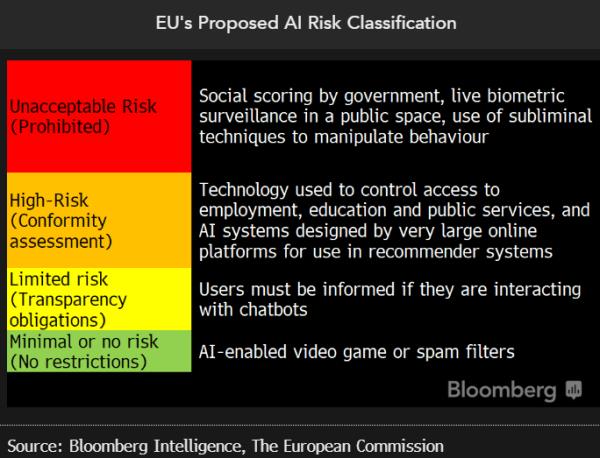 EU's Proposed AI Risk Classification
Unacceptable Risk
(Prohibited)
Social scoring by government, live biometric
surveillance in a public space, use of subliminal
techniques to manipulate behaviour
High-Risk
(Conformity
assessment)
Technology used to control access to
employment, education and public services, and
AI systems designed by very large online
platforms for use in recommender systems
Limited risk
(Transparency
obligations)
Users must be informed if they are interacting
with chatbots
Minimal or no risk
(No restrictions)
AI-enabled video game or spam filters
Bloomberg
Source: Bloomberg Intelligence, The European Commission